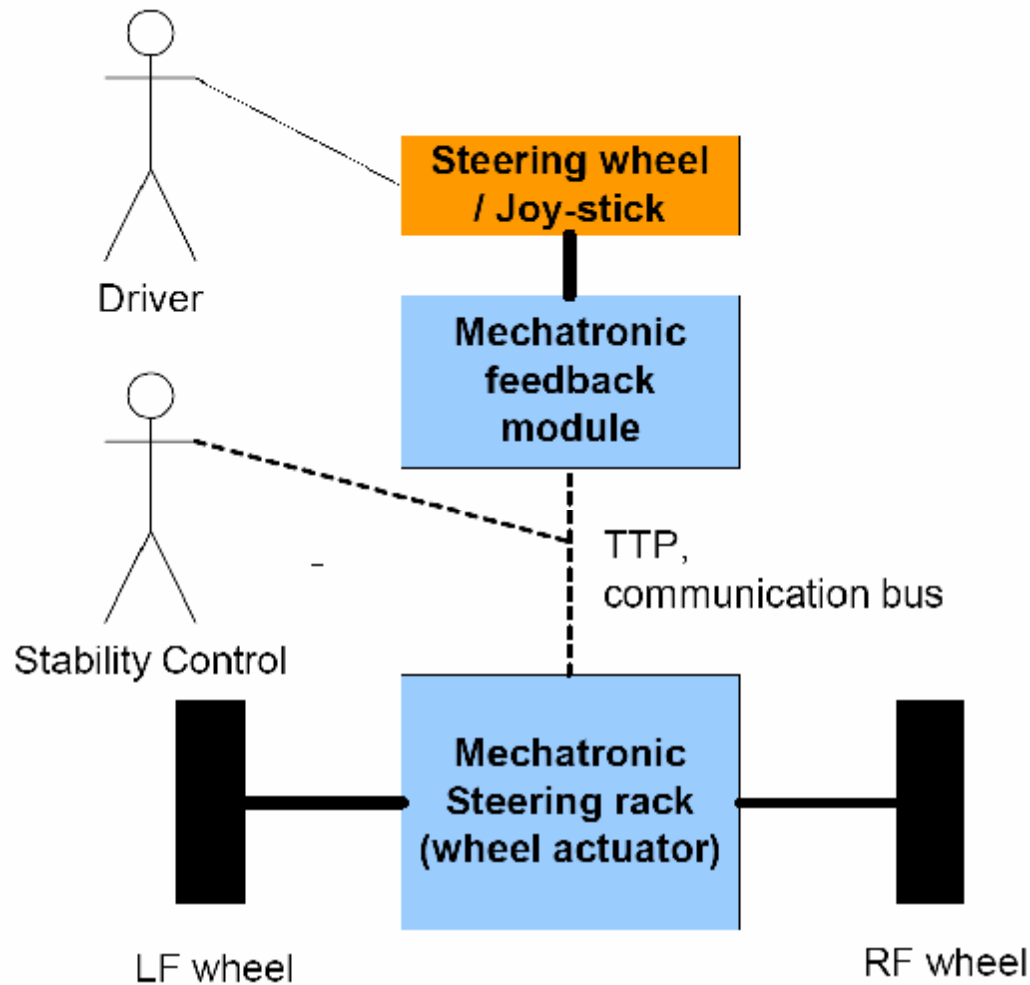 Steering wheel
/ Joy-stick
Driver
Mechatronic
feedback
module
TTP,
communication bus
Stability Control
Mechatronic
Steering rack
(wheel actuator)
LF wheel
RF wheel